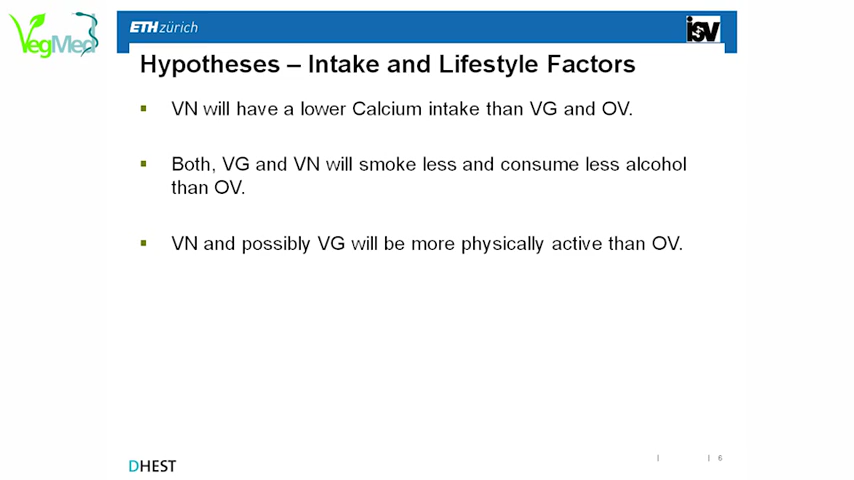 VegMed
ETHzürich
isv
Hypotheses – Intake and Lifestyle Factors
VN will have a lower Calcium intake than VG and OV.
Both, VG and VN will smoke less and consume less alcohol
than OV.
VN and possibly VG will be more physically active than OV.
DHEST
| | 6